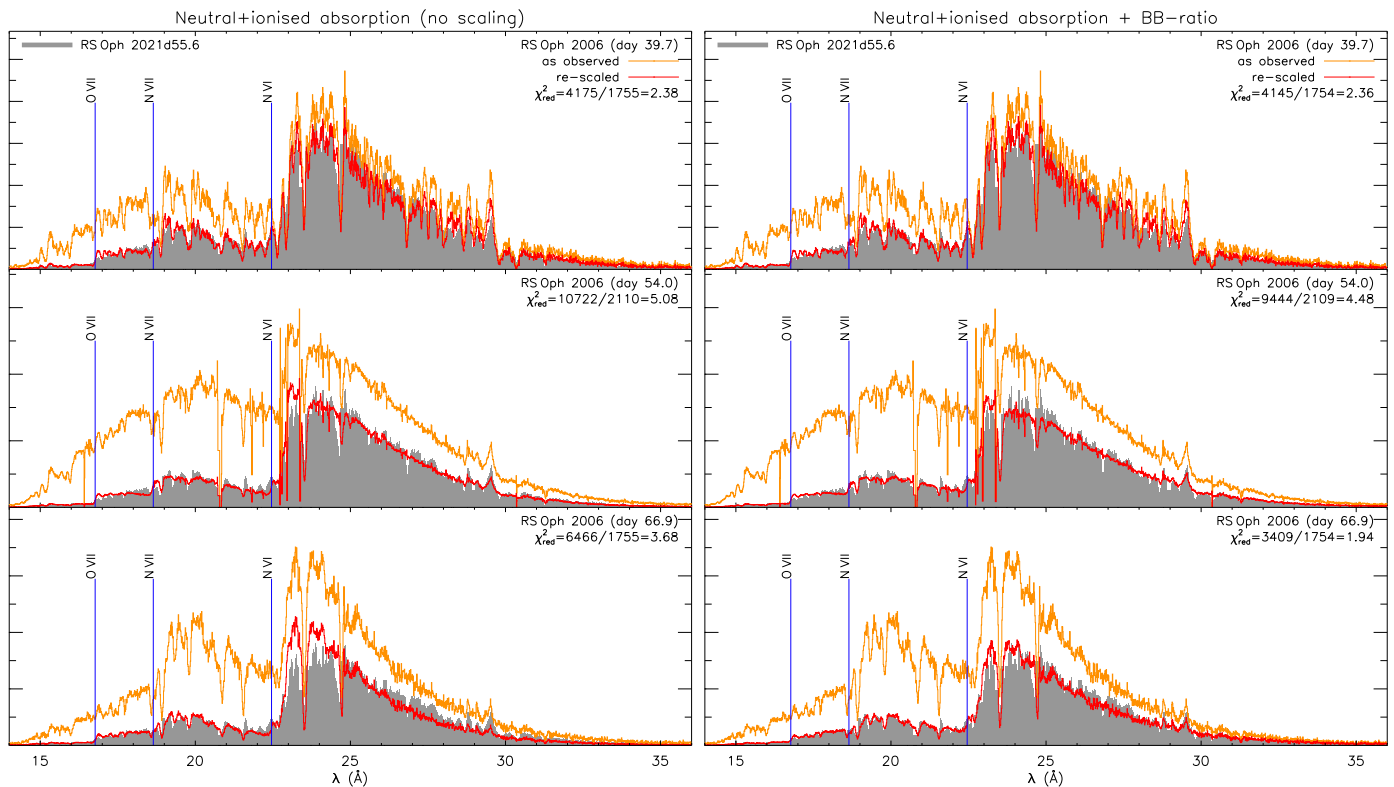 Neutral+ionised absorption (no scaling)
RS Oph 2021d55.6
RS Oph 2006 (day 39.7)
as observed
re-scaled
χ²red=4175/1755=2.38
O VII
N VII
N VI
RS Oph 2006 (day 54.0)
χ²red=10722/2110=5.08
O VII
N VII
N VI
RS Oph 2006 (day 66.9)
χ²red=6466/1755=3.68
O VII
N VII
N VI
15 20 25 30 35
λ (Å)
Neutral+ionised absorption + BB-ratio
RS Oph 2021d55.6
RS Oph 2006 (day 39.7)
as observed
re-scaled
χ²red=4145/1754=2.36
O VII
N VII
N VI
RS Oph 2006 (day 54.0)
χ²red=9444/2109=4.48
O VII
N VII
N VI
RS Oph 2006 (day 66.9)
χ²red=3409/1754=1.94
O VII
N VII
N VI
15 20 25 30 35
λ (Å)